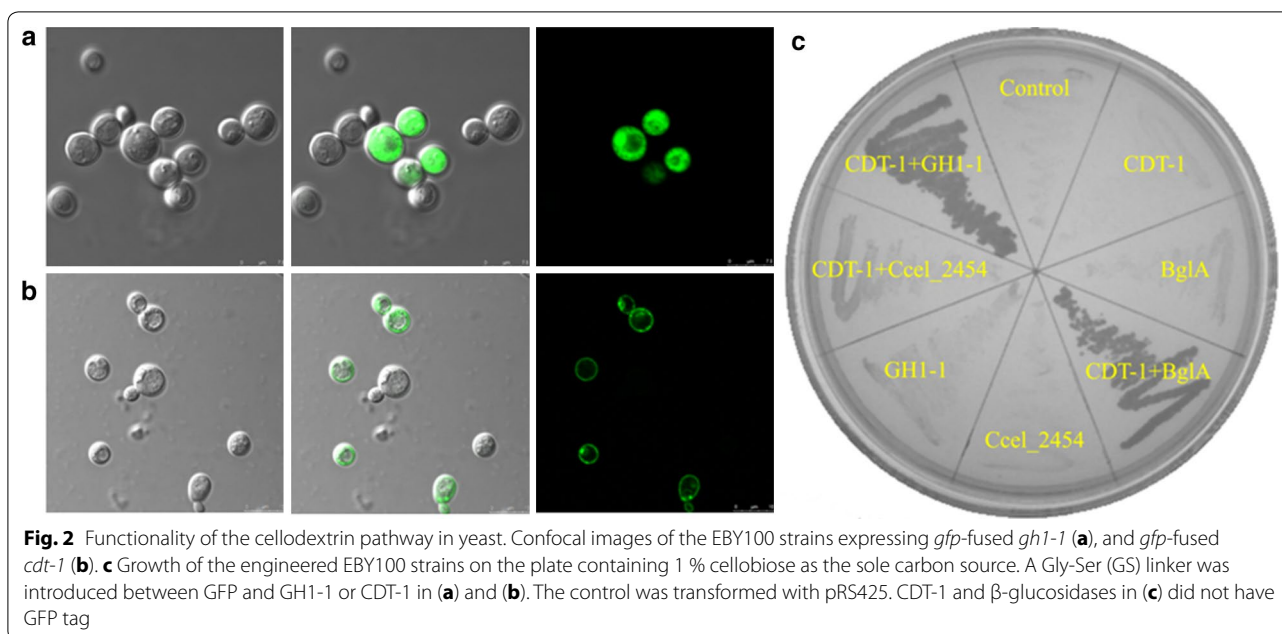 a
b
c
Control
CDT-1+GH1-1
CDT-1
CDT-1+Ccel_2454
BglA
GH1-1
CDT-1+BglA
Ccel_2454
Fig. 2 Functionality of the cellodextrin pathway in yeast. Confocal images of the EBY100 strains expressing gfp-fused gh1-1 (a), and gfp-fused
cdt-1 (b). c Growth of the engineered EBY100 strains on the plate containing 1 % cellobiose as the sole carbon source. A Gly-Ser (GS) linker was
introduced between GFP and GH1-1 or CDT-1 in (a) and (b). The control was transformed with pRS425. CDT-1 and β-glucosidases in (c) did not have
GFP tag